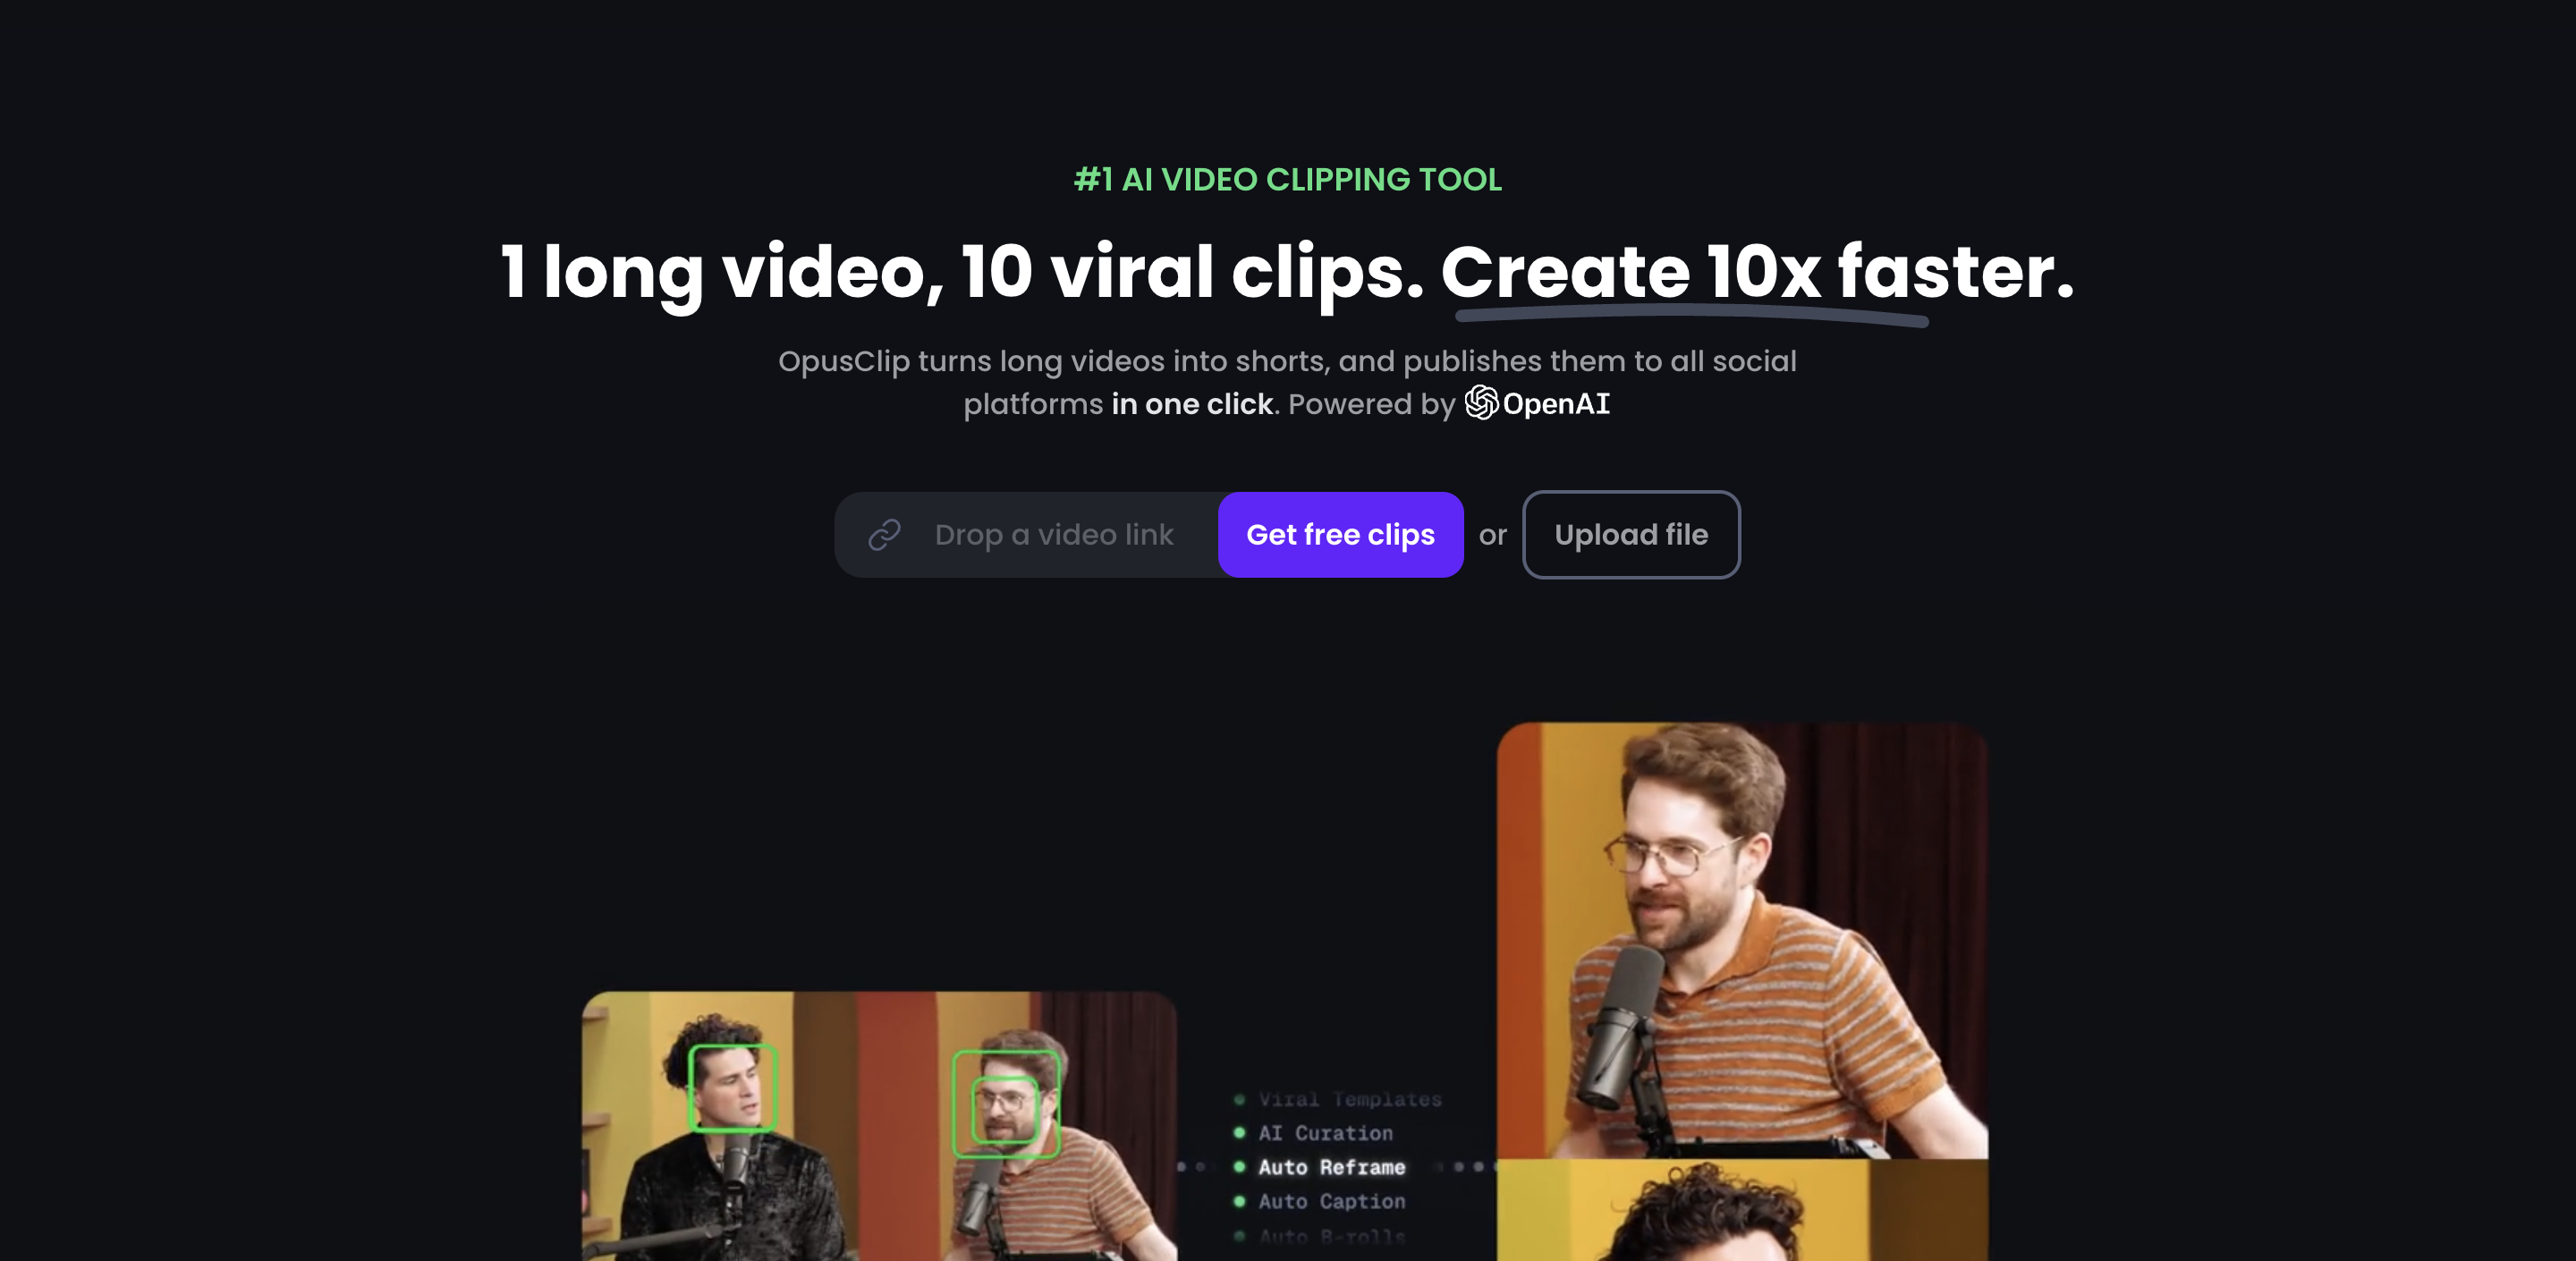 #1 AI VIDEO CLIPPING TOOL
1 long video, 10 viral clips. Create 10x faster.
OpusClip turns long videos into shorts, and publishes them to all social
platforms in one click. Powered by OpenAI
Drop a video link
Get free clips
or
Upload file
Viral Templates
AI Curation
Auto Reframe
Auto Caption
Auto B-rolls